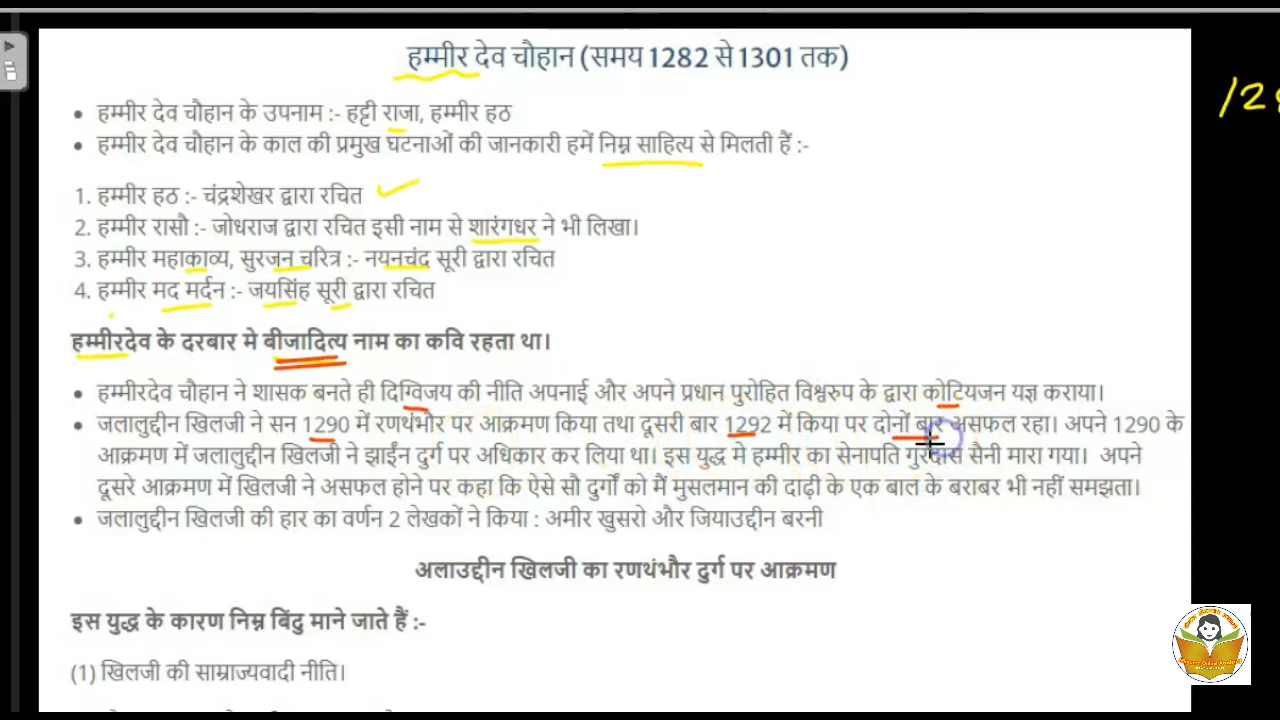 हम्मीर देव चौहान (समय 1282 से 1301 तक)
/28
• हम्मीर देव चौहान के उपनाम :- हट्टी राजा, हम्मीर हठ
• हम्मीर देव चौहान के काल की प्रमुख घटनाओं की जानकारी हमें निम्न साहित्य से मिलती हैं :-
1. हम्मीर हठ :- चंद्रशेखर द्वारा रचित
2. हम्मीर रासौ :- जोधराज द्वारा रचित इसी नाम से शारंगधर ने भी लिखा।
3. हम्मीर महाकाव्य, सुरजन चरित्र :- नयनचंद सूरी द्वारा रचित
4. हम्मीर मद मर्दन :- जयसिंह सूरी द्वारा रचित
हम्मीरदेव के दरबार मे बीजादित्य नाम का कवि रहता था।
• हम्मीरदेव चौहान ने शासक बनते ही दिग्विजय की नीति अपनाई और अपने प्रधान पुरोहित विश्वरुप के द्वारा कोटियजन यज्ञ कराया।
• जलालुद्दीन खिलजी ने सन 1290 में रणथंभौर पर आक्रमण किया तथा दूसरी बार 1292 में किया पर दोनों बार असफल रहा। अपने 1290 के
आक्रमण में जलालुद्दीन खिलजी ने झाईंन दुर्ग पर अधिकार कर लिया था। इस युद्ध मे हम्मीर का सेनापति गुरदास सैनी मारा गया। अपने
दूसरे आक्रमण में खिलजी ने असफल होने पर कहा कि ऐसे सौ दुर्गों को मैं मुसलमान की दाढ़ी के एक बाल के बराबर भी नहीं समझता।
• जलालुद्दीन खिलजी की हार का वर्णन 2 लेखकों ने किया : अमीर खुसरो और जियाउद्दीन बरनी
अलाउद्दीन खिलजी का रणथंभौर दुर्ग पर आक्रमण
इस युद्ध के कारण निम्न बिंदु माने जाते हैं :-
(1) खिलजी की साम्राज्यवादी नीति।